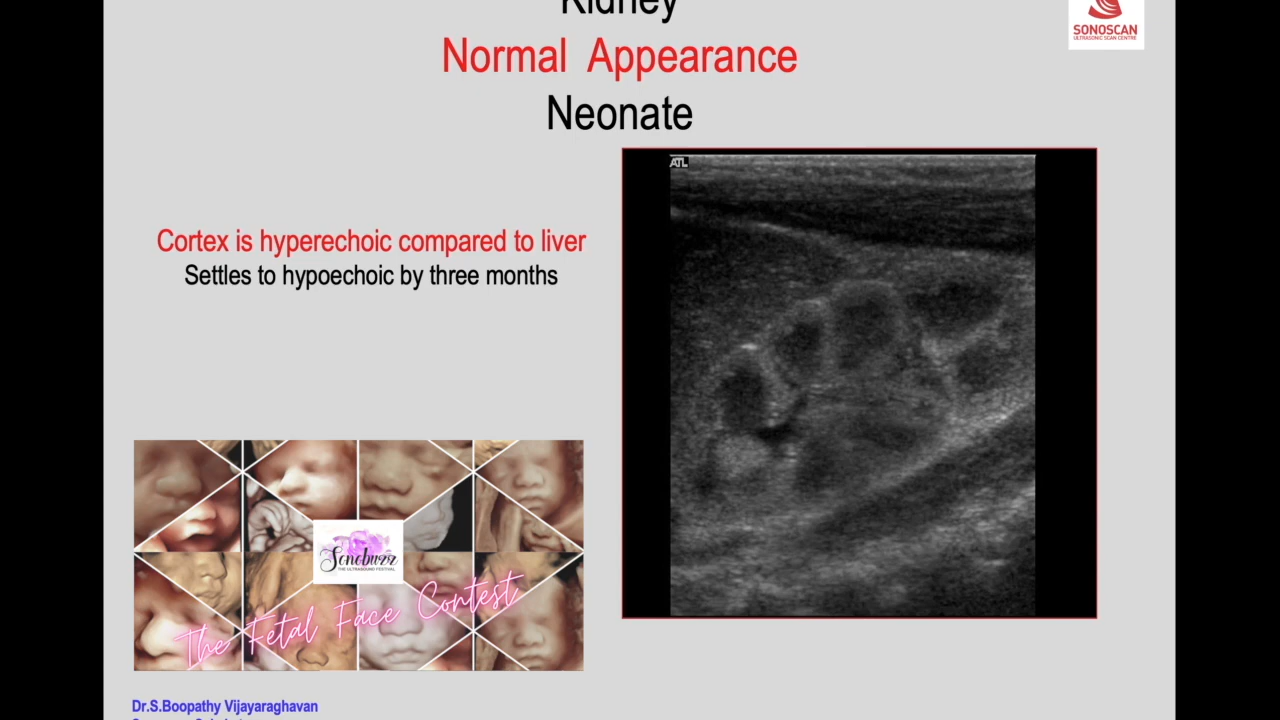 Kidney
Normal Appearance
Neonate
SONOSCAN
ULTRASONIC SCAN CENTRE
ATL
Cortex is hyperechoic compared to liver
Settles to hypoechoic by three months
Sonobuzz
THE ULTRASOUND FESTIVAL
The Fetal Face Contest
Dr.S.Boopathy Vijayaraghavan